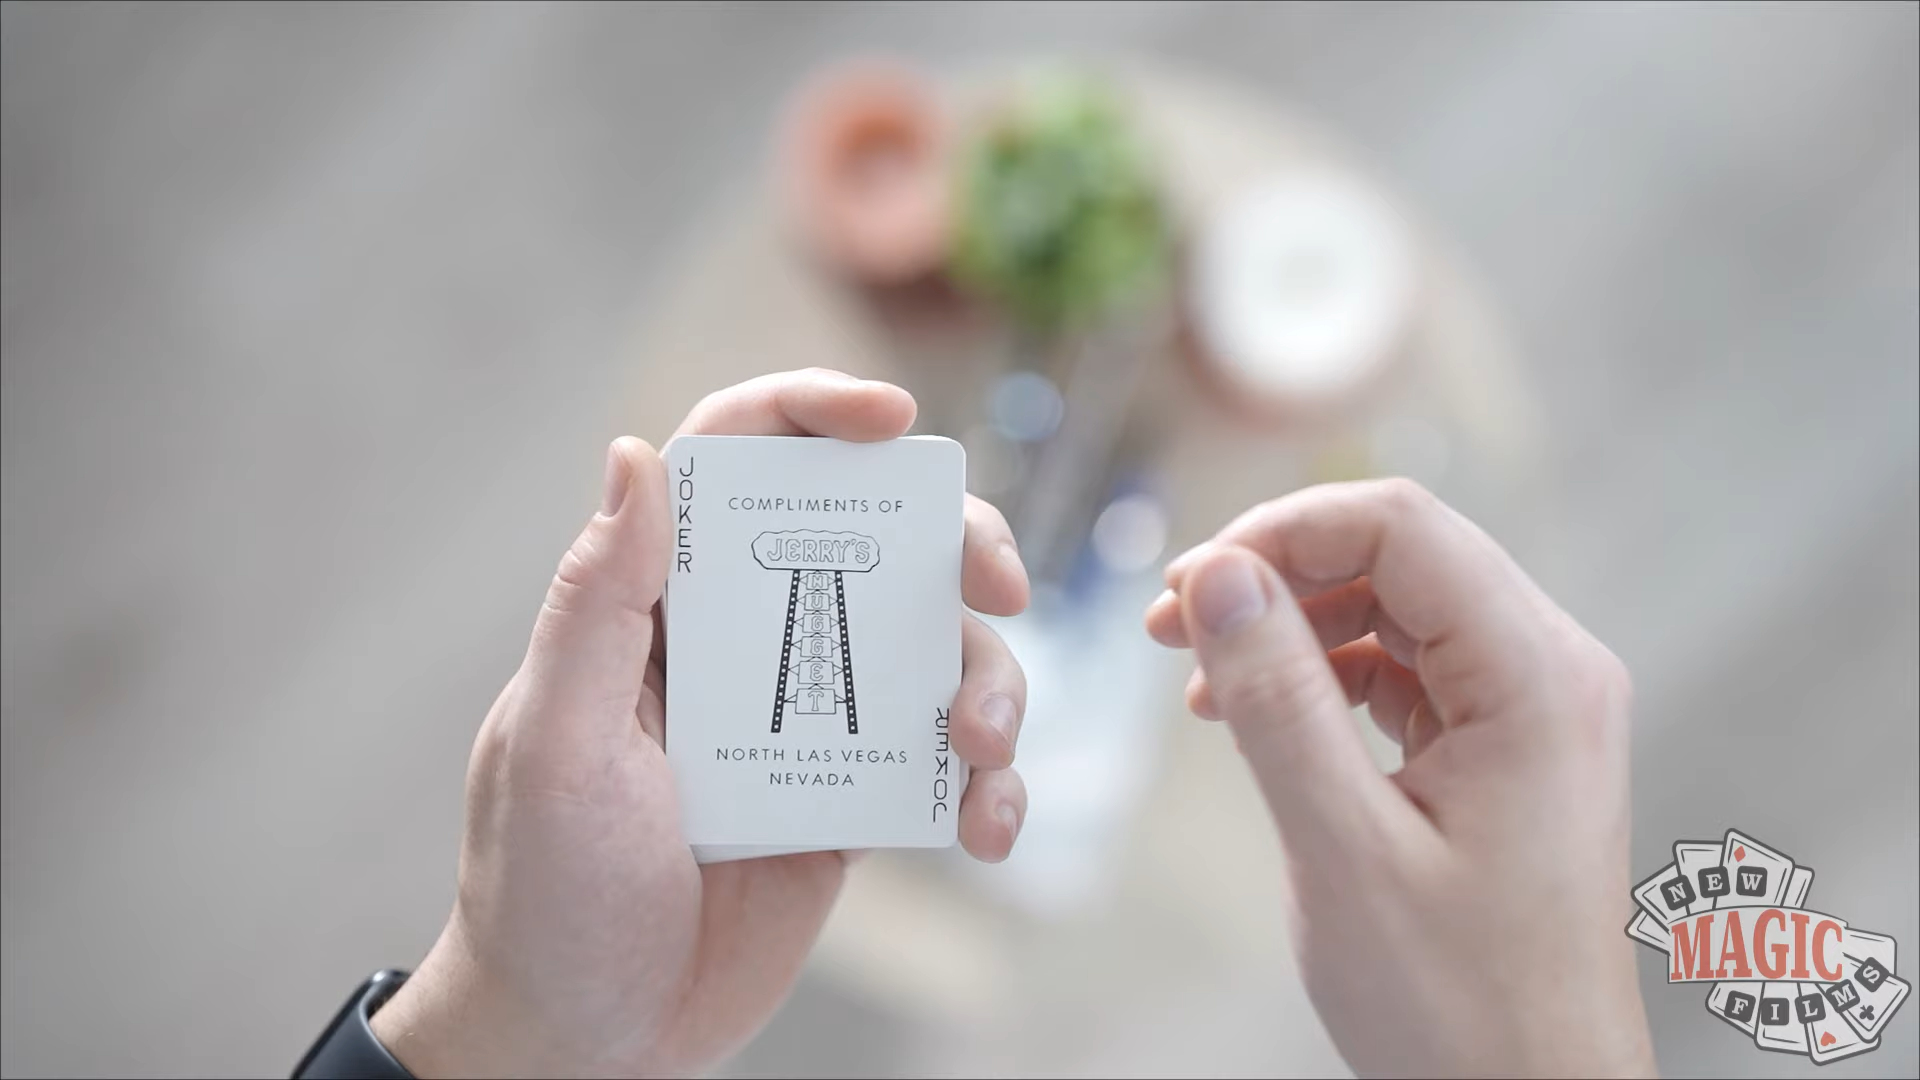 JOKER
COMPLIMENTS OF
JERRY'S
NUGGET
NORTH LAS VEGAS
NEVADA
JOKER
NEW
MAGIC
FILMS